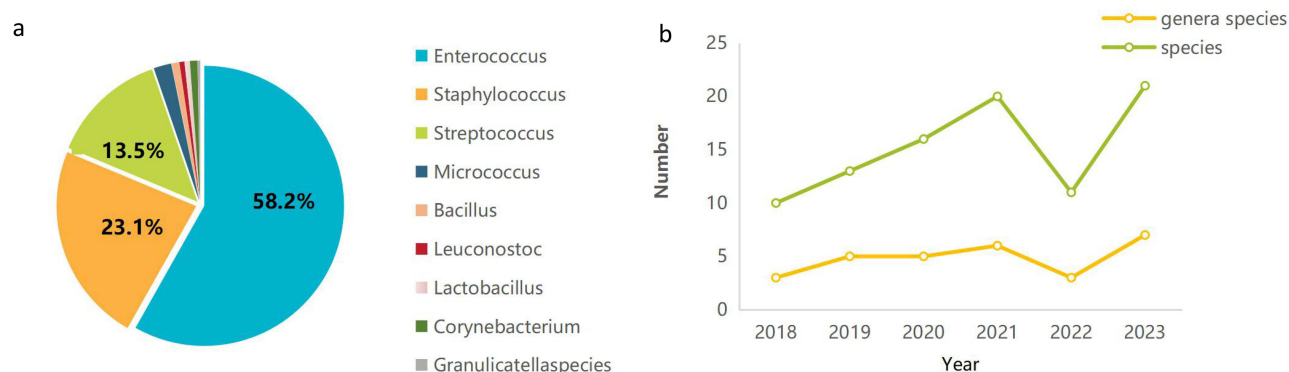 a
58.2%
23.1%
13.5%
Enterococcus
Staphylococcus
Streptococcus
Micrococcus
Bacillus
Leuconostoc
Lactobacillus
Corynebacterium
Granulicatellaspecies
b
genera species
species
Number
25
20
15
10
5
0
2018 2019 2020 2021 2022 2023
Year